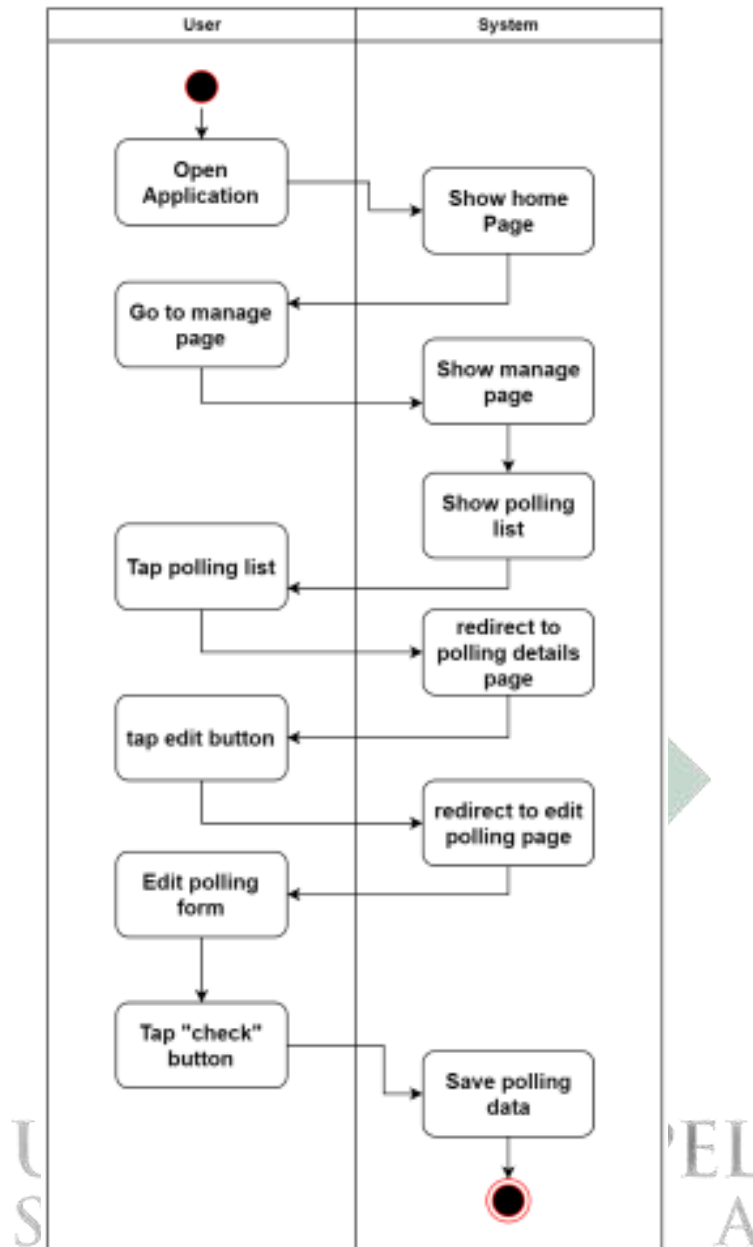 User
System
Open
Application
Show home
Page
Go to manage
page
Show manage
page
Show polling
list
Tap polling list
redirect to
polling details
page
tap edit button
redirect to edit
polling page
Edit polling
form
Tap "check"
button
Save polling
data
U PEL
S A